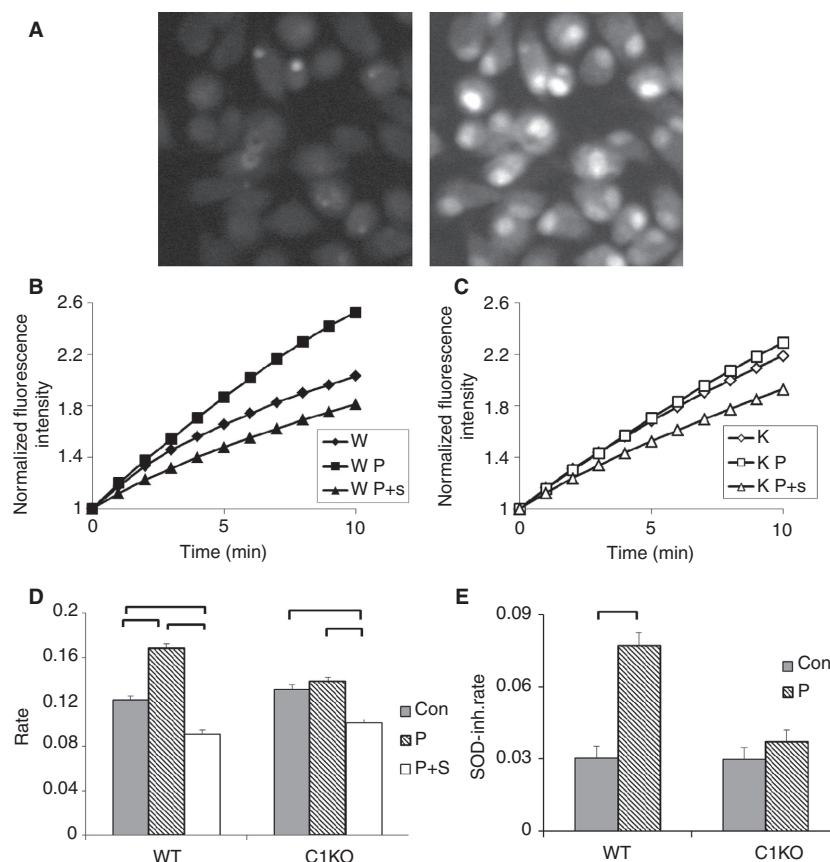 A
B
Normalized fluorescence
intensity
2.6
2.2
1.8
1.4
1
0
5
10
Time (min)
W
W P
W P+s
C
Normalized fluorescence
intensity
2.6
2.2
1.8
1.4
1
0
5
10
Time (min)
K
K P
K P+s
D
Rate
0.2
0.16
0.12
0.08
0.04
0
WT
C1KO
Con
P
P+S
E
SOD-inh.rate
0.09
0.06
0.03
0
WT
C1KO
Con
P